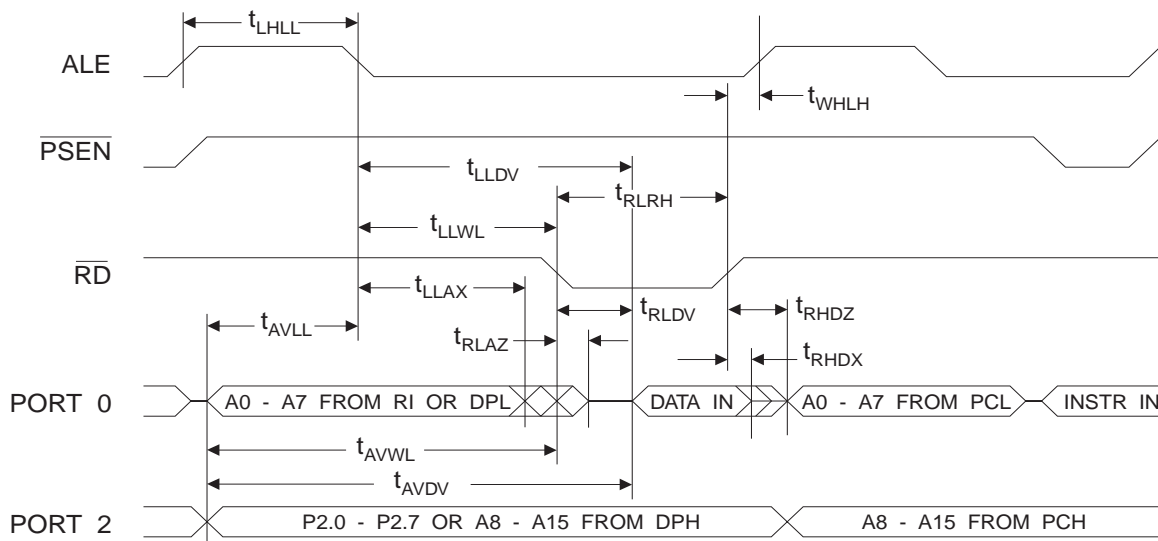 tLHLL
ALE
tWHLH
PSEN
tLLDV
tRLRH
tLLWL
RD
tLLAX
tRLDV
tRHDZ
tAVLL
tRLAZ
tRHDX
PORT 0 A0 - A7 FROM RI OR DPL DATA IN A0 - A7 FROM PCL INSTR IN
tAVWL
tAVDV
PORT 2 P2.0 - P2.7 OR A8 - A15 FROM DPH A8 - A15 FROM PCH